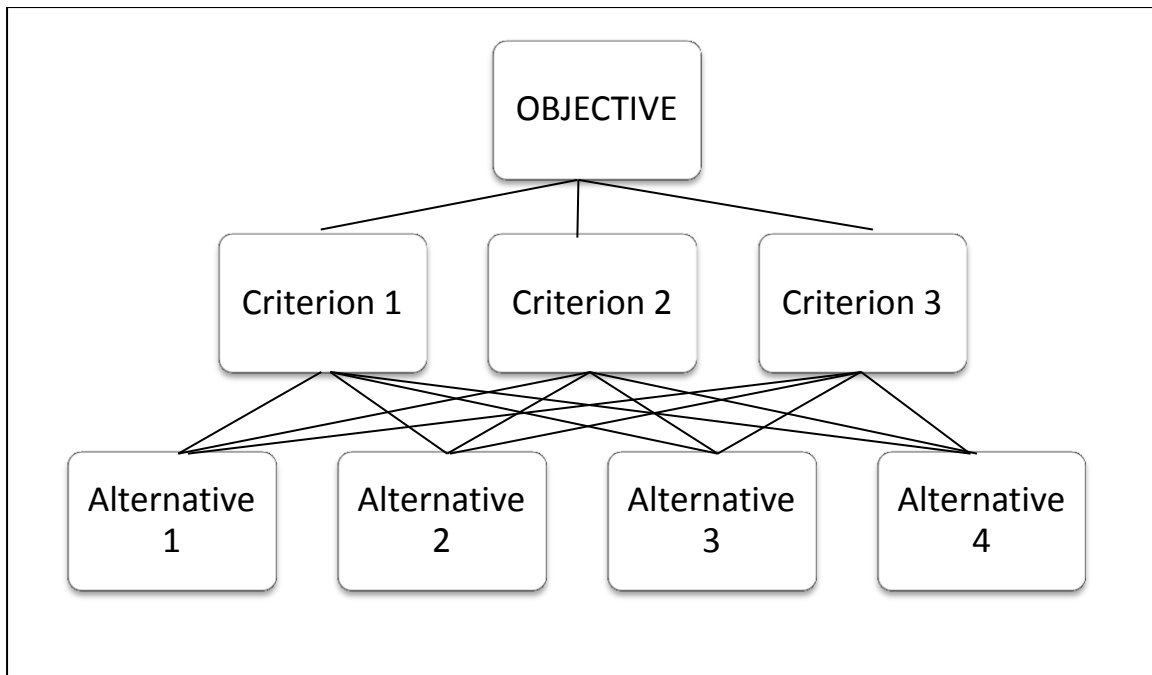 OBJECTIVE
Criterion 1
Criterion 2
Criterion 3
Alternative
1
Alternative
2
Alternative
3
Alternative
4